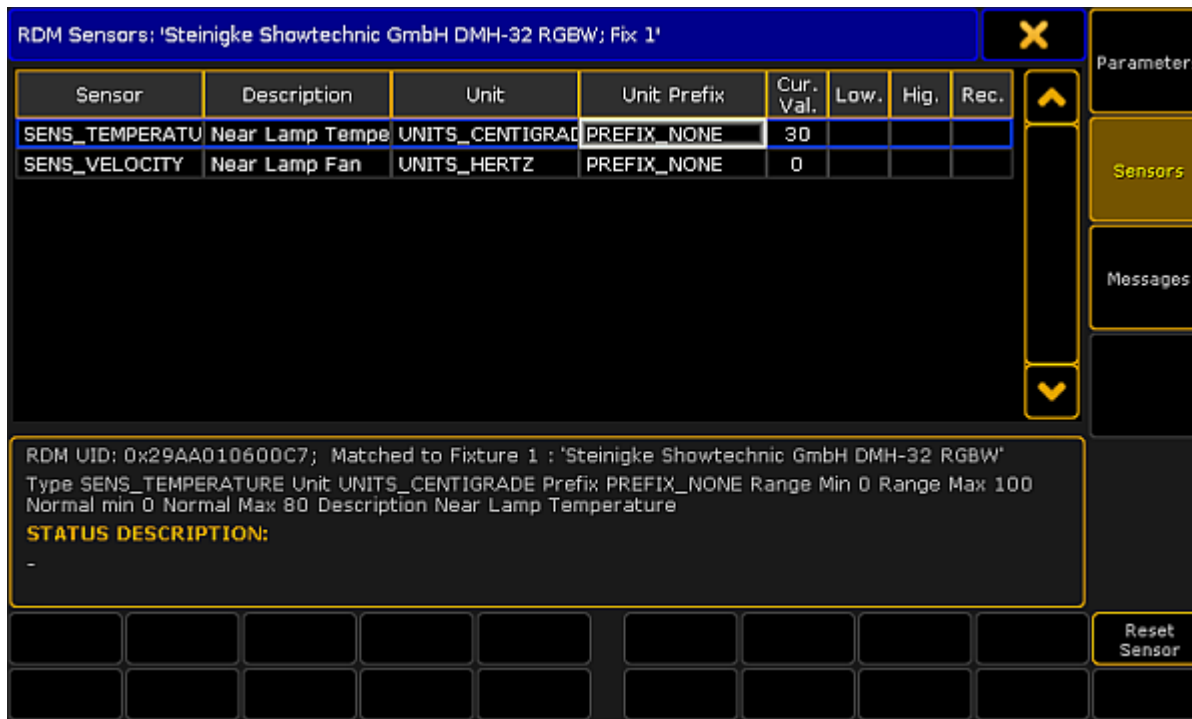 RDM Sensors: 'Steinigke Showtechnic GmbH DMH-32 RGBW; Fix 1'
Parameter
Sensor Description Unit Unit Prefix Cur. Val. Low. Hig. Rec.
SENS_TEMPERATU Near Lamp Tempe UNITS_CENTIGRAD PREFIX_NONE 30
SENS_VELOCITY Near Lamp Fan UNITS_HERTZ PREFIX_NONE 0
Sensors
Messages
RDM UID: 0x29AA010600C7; Matched to Fixture 1 : 'Steinigke Showtechnic GmbH DMH-32 RGBW'
Type SENS_TEMPERATURE Unit UNITS_CENTIGRADE Prefix PREFIX_NONE Range Min 0 Range Max 100
Normal min 0 Normal Max 80 Description Near Lamp Temperature
STATUS DESCRIPTION:
-
Reset
Sensor